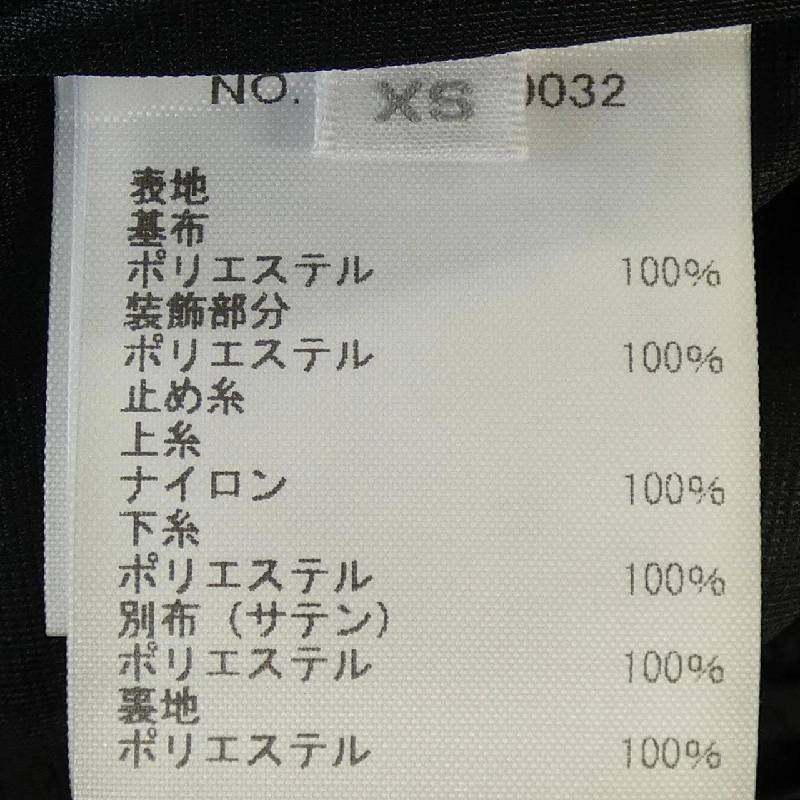 NO. XS 0032
表地
基布
ポリエステル 100%
装飾部分
ポリエステル 100%
止め糸
上糸
ナイロン 100%
下糸
ポリエステル 100%
別布（サテン）
ポリエステル 100%
裏地
ポリエステル 100%